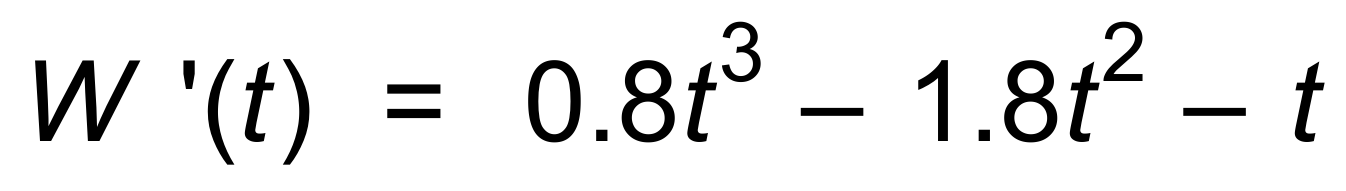 W '(t) = 0.8t³ – 1.8t² – t